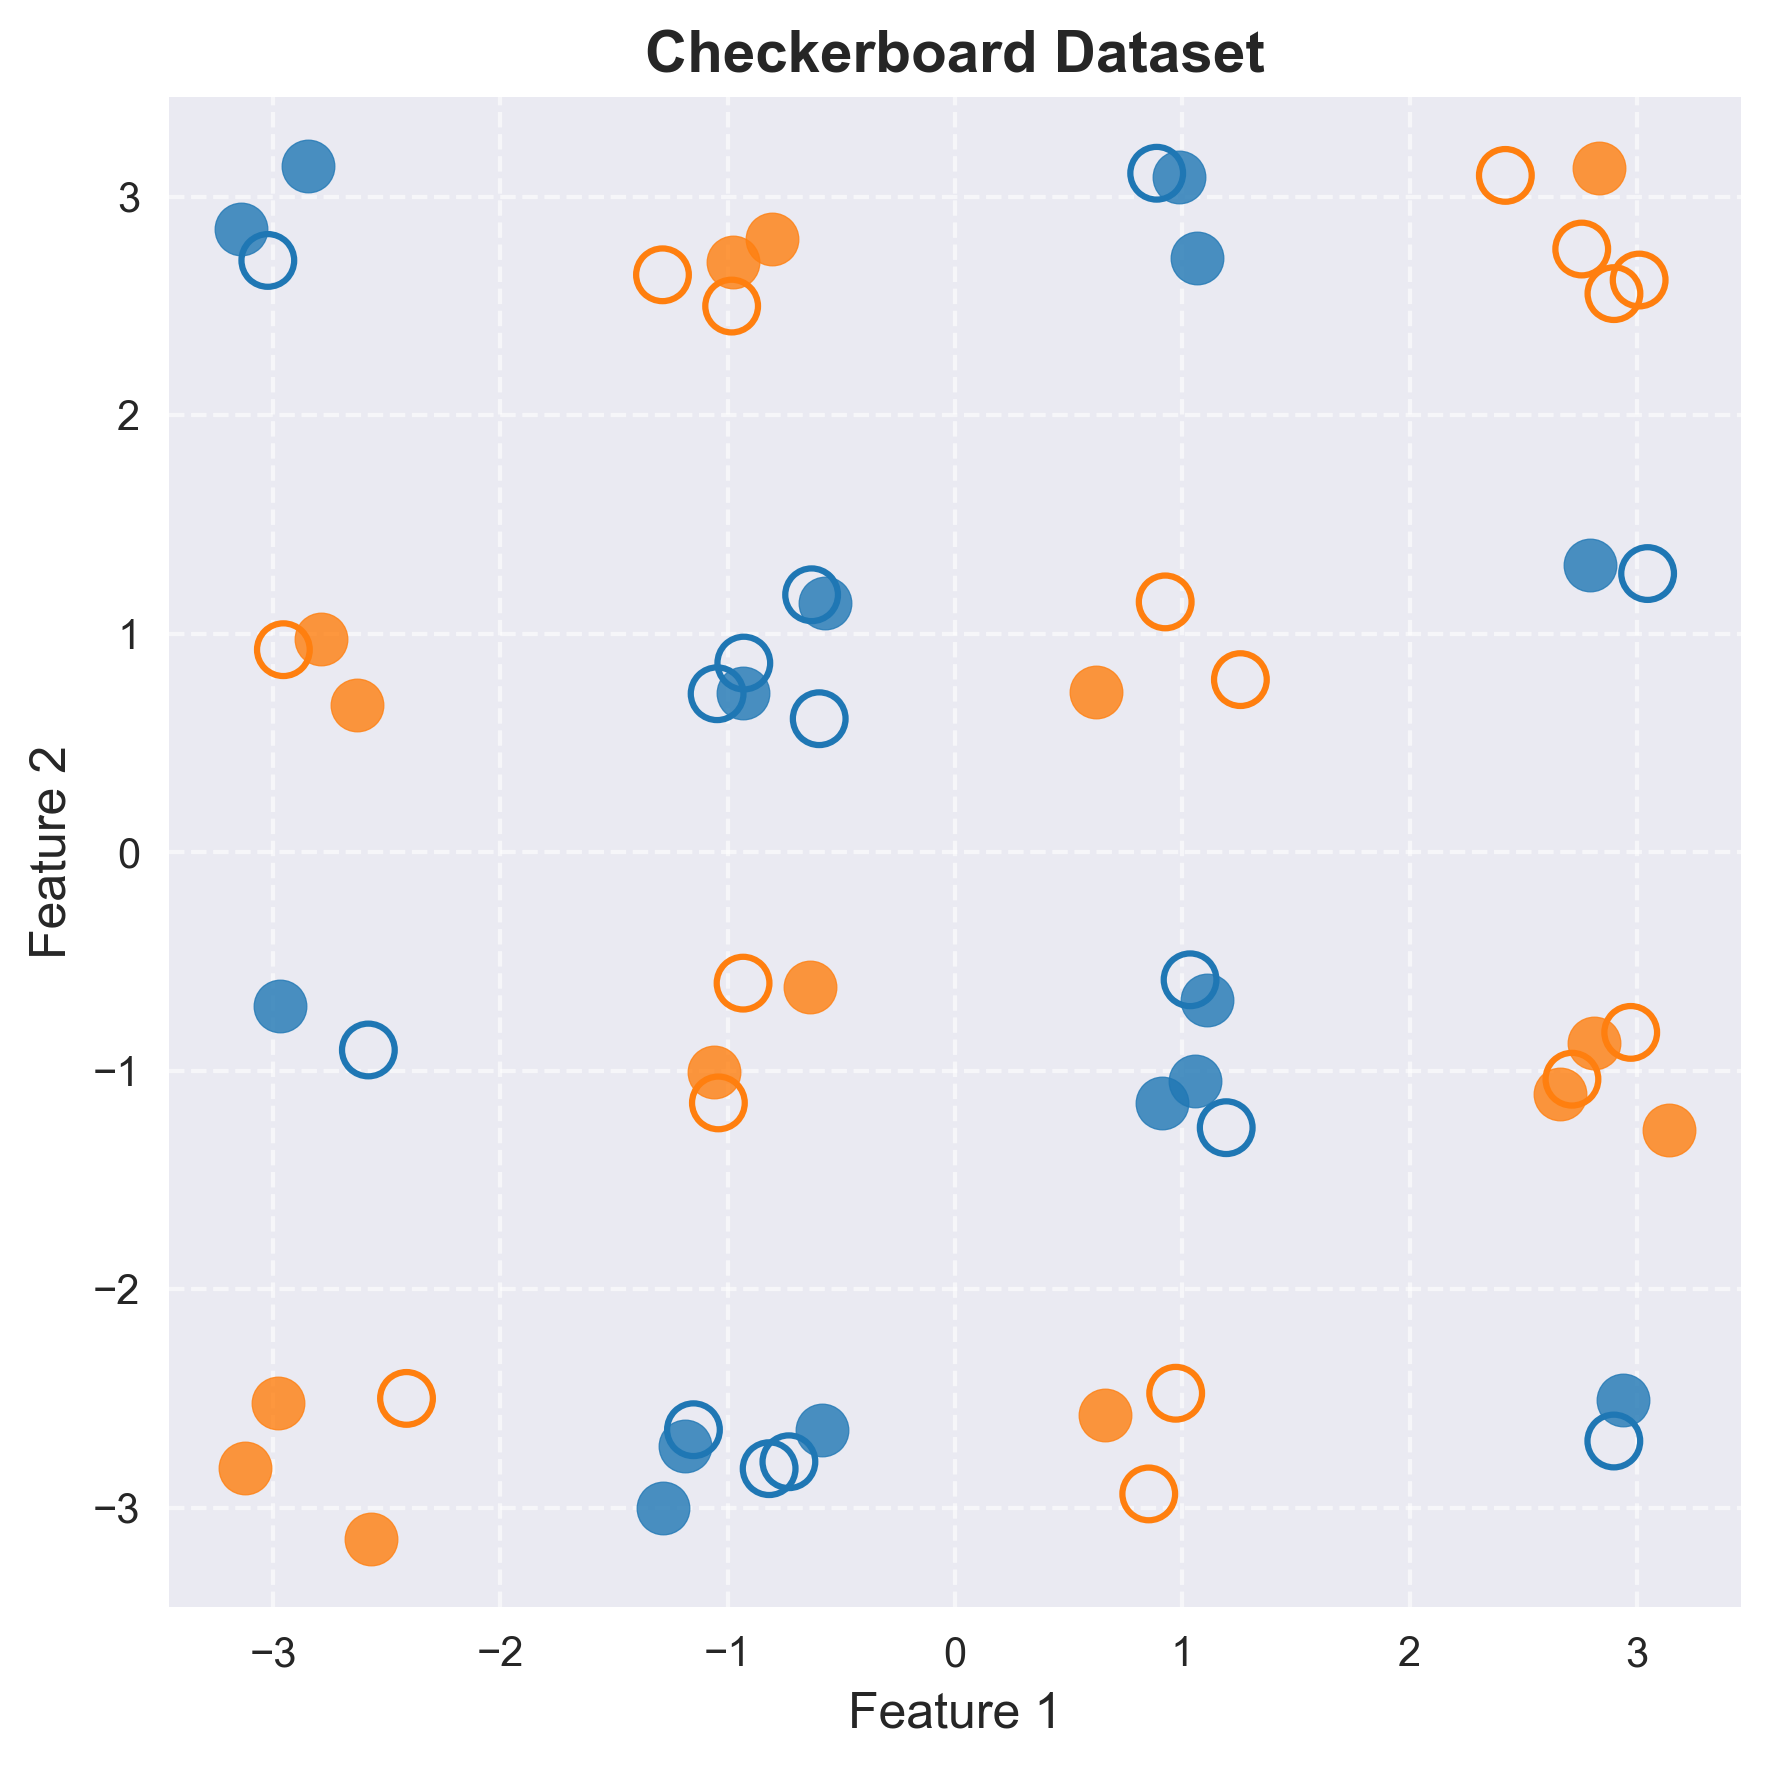 Checkerboard Dataset
3
2
1
0
−1
−2
−3
Feature 2
−3 −2 −1 0 1 2 3
Feature 1